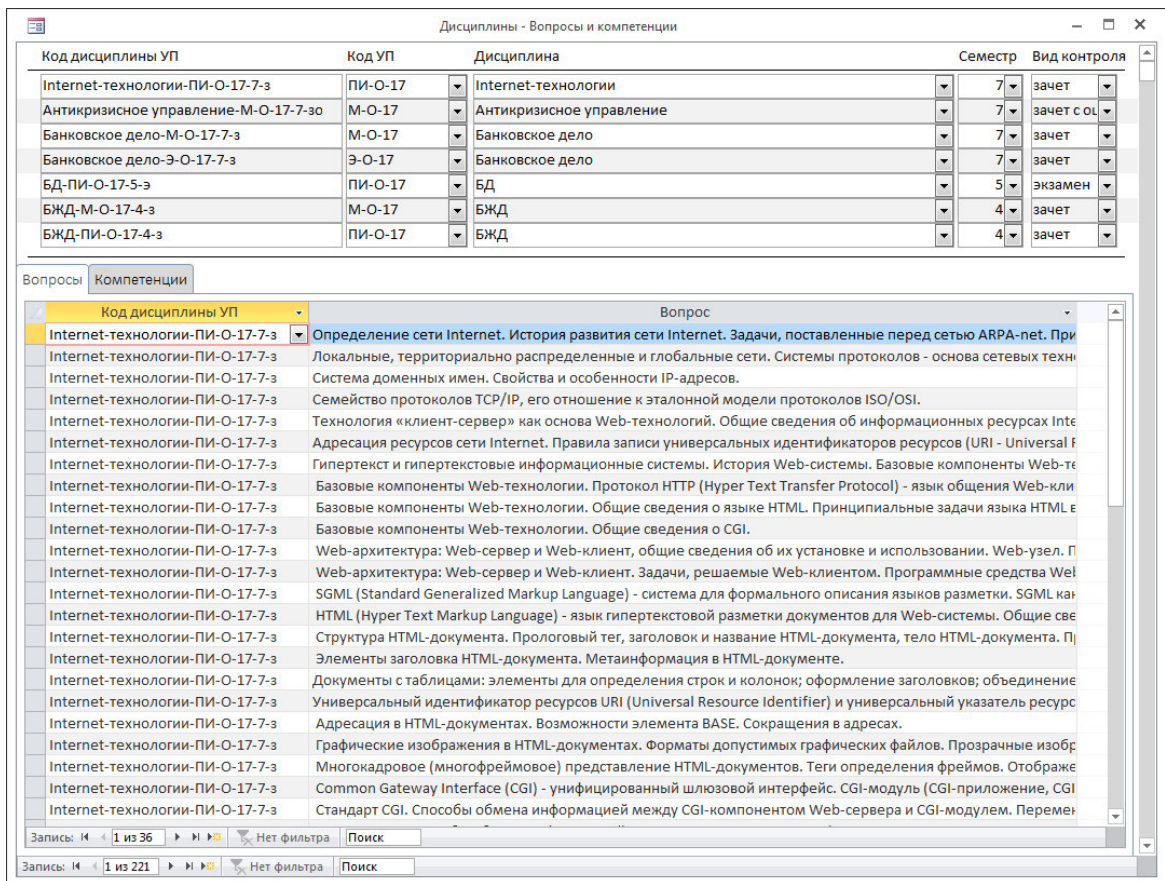 Дисциплины - Вопросы и компетенции
Код дисциплины УП Код УП Дисциплина Семестр Вид контроля
Internet-технологии-ПИ-О-17-7-з ПИ-О-17 Internet-технологии 7 зачет
Антикризисное управление-М-О-17-7-зо М-О-17 Антикризисное управление 7 зачет с оц
Банковское дело-М-О-17-7-з М-О-17 Банковское дело 7 зачет
Банковское дело-Э-О-17-7-з Э-О-17 Банковское дело 7 зачет
БД-ПИ-О-17-5-э ПИ-О-17 БД 5 экзамен
БЖД-М-О-17-4-з М-О-17 БЖД 4 зачет
БЖД-ПИ-О-17-4-з ПИ-О-17 БЖД 4 зачет
Вопросы Компетенции
Код дисциплины УП Вопрос
Internet-технологии-ПИ-О-17-7-з Определение сети Internet. История развития сети Internet. Задачи, поставленные перед сетью ARPA-net. При
Internet-технологии-ПИ-О-17-7-з Локальные, территориально распределенные и глобальные сети. Системы протоколов - основа сетевых техн
Internet-технологии-ПИ-О-17-7-з Система доменных имен. Свойства и особенности IP-адресов.
Internet-технологии-ПИ-О-17-7-з Семейство протоколов TCP/IP, его отношение к эталонной модели протоколов ISO/OSI.
Internet-технологии-ПИ-О-17-7-з Технология «клиент-сервер» как основа Web-технологий. Общие сведения об информационных ресурсах Inte
Internet-технологии-ПИ-О-17-7-з Адресация ресурсов сети Internet. Правила записи универсальных идентификаторов ресурсов (URI - Universal
Internet-технологии-ПИ-О-17-7-з Гипертекст и гипертекстовые информационные системы. История Web-системы. Базовые компоненты Web-те
Internet-технологии-ПИ-О-17-7-з Базовые компоненты Web-технологии. Протокол HTTP (Hyper Text Transfer Protocol) - язык общения Web-кли
Internet-технологии-ПИ-О-17-7-з Базовые компоненты Web-технологии. Общие сведения о языке HTML. Принципиальные задачи языка HTML в
Internet-технологии-ПИ-О-17-7-з Базовые компоненты Web-технологии. Общие сведения о CGI.
Internet-технологии-ПИ-О-17-7-з Web-архитектура: Web-сервер и Web-клиент, общие сведения об их установке и использовании. Web-узел. П
Internet-технологии-ПИ-О-17-7-з Web-архитектура: Web-сервер и Web-клиент. Задачи, решаемые Web-клиентом. Программные средства Web
Internet-технологии-ПИ-О-17-7-з SGML (Standard Generalized Markup Language) - система для формального описания языков разметки. SGML как
Internet-технологии-ПИ-О-17-7-з HTML (Hyper Text Markup Language) - язык гипертекстовой разметки документов для Web-системы. Общие све
Internet-технологии-ПИ-О-17-7-з Структура HTML-документа. Прологовый тег, заголовок и название HTML-документа, тело HTML-документа. П
Internet-технологии-ПИ-О-17-7-з Элементы заголовка HTML-документа. Метаинформация в HTML-документе.
Internet-технологии-ПИ-О-17-7-з Документы с таблицами: элементы для определения строк и колонок; оформление заголовков; объединение
Internet-технологии-ПИ-О-17-7-з Универсальный идентификатор ресурсов URI (Universal Resource Identifier) и универсальный указатель ресурс
Internet-технологии-ПИ-О-17-7-з Адресация в HTML-документах. Возможности элемента BASE. Сокращения в адресах.
Internet-технологии-ПИ-О-17-7-з Графические изображения в HTML-документах. Форматы допустимых графических файлов. Прозрачные изобр
Internet-технологии-ПИ-О-17-7-з Многокадровое (многофреймовое) представление HTML-документов. Теги определения фреймов. Отображе
Internet-технологии-ПИ-О-17-7-з Common Gateway Interface (CGI) - унифицированный шлюзовой интерфейс. CGI-модуль (CGI-приложение, CGI
Internet-технологии-ПИ-О-17-7-з Стандарт CGI. Способы обмена информацией между CGI-компонентом Web-сервера и CGI-модулем. Перемен
Запись: 1 из 36 Нет фильтра Поиск
Запись: 1 из 221 Нет фильтра Поиск